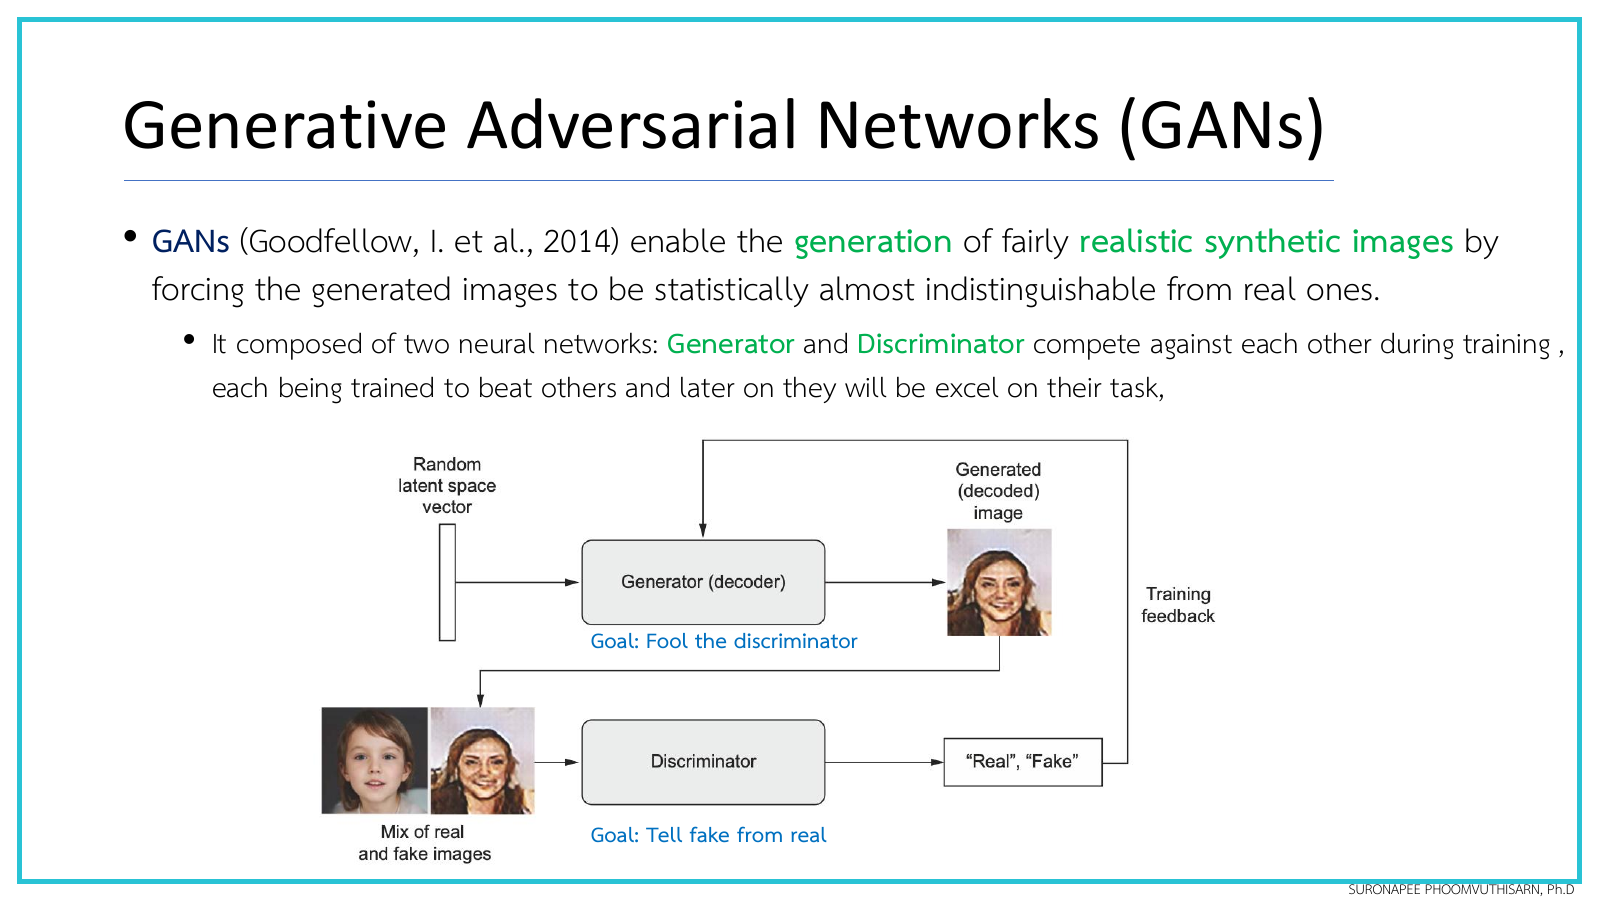 Generative Adversarial Networks (GANs)
• GANs (Goodfellow, I. et al., 2014) enable the generation of fairly realistic synthetic images by
forcing the generated images to be statistically almost indistinguishable from real ones.
• It composed of two neural networks: Generator and Discriminator compete against each other during training ,
each being trained to beat others and later on they will be excel on their task,
Random
latent space
vector
Generated
(decoded)
image
Generator (decoder)
Training
feedback
Goal: Fool the discriminator
Discriminator
“Real”, “Fake”
Mix of real
and fake images
Goal: Tell fake from real
SURONAPEE PHOOMVUTHISARN, Ph.D